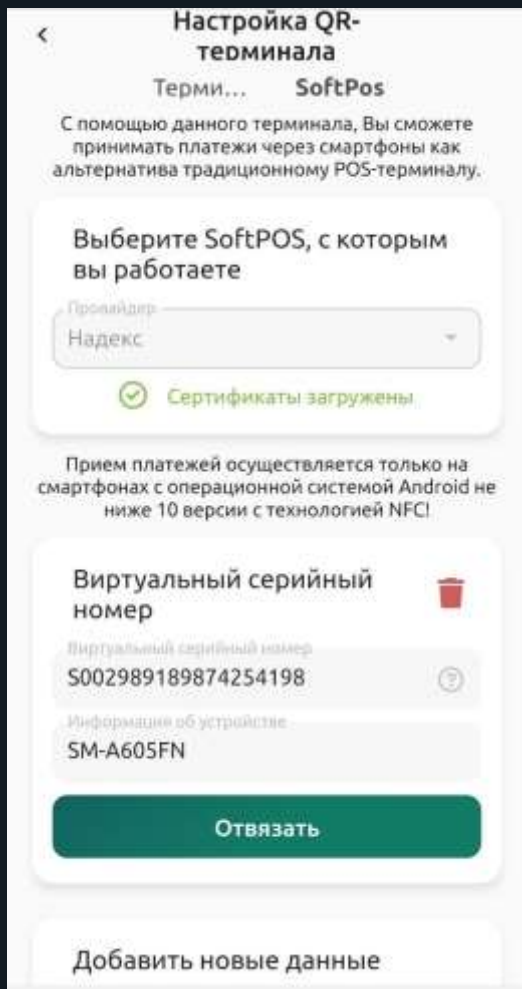 Настройка QR-
терминала
Терми... SoftPos
С помощью данного терминала, Вы сможете
принимать платежи через смартфоны как
альтернатива традиционному POS-терминалу.
Выберите SoftPOS, с которым
вы работаете
Провайдер
Надекс
Сертификаты загружены
Прием платежей осуществляется только на
смартфонах с операционной системой Android не
ниже 10 версии с технологией NFC!
Виртуальный серийный
номер
Виртуальный серийный номер
S002989189874254198
Информация об устройстве
SM-A605FN
Отвязать
Добавить новые данные